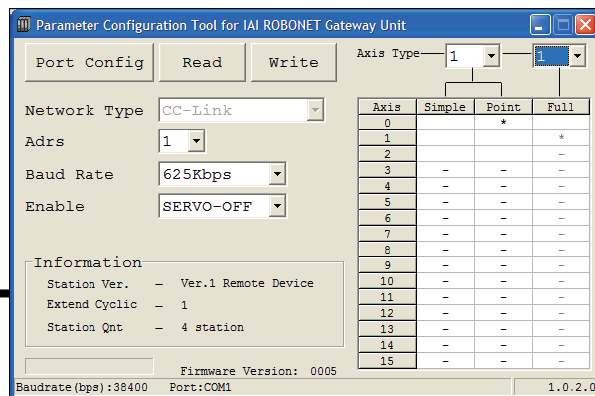 Parameter Configuration Tool for IAI ROBONET Gateway Unit
Port Config Read Write
Axis Type 1 1
Network Type CC-Link
Adrs 1
Baud Rate 625Kbps
Enable SERVO-OFF
Axis Simple Point Full
0 *
1 *
2 -
3 - - -
4 - - -
5 - - -
6 - - -
7 - - -
8 - - -
9 - - -
10 - - -
11 - - -
12 - - -
13 - - -
14 - - -
15 - - -
Information
Station Ver. - Ver.1 Remote Device
Extend Cyclic - 1
Station Qnt - 4 station
Firmware Version: 0005
Baudrate(bps):38400 Port:COM1 1.0.2.0